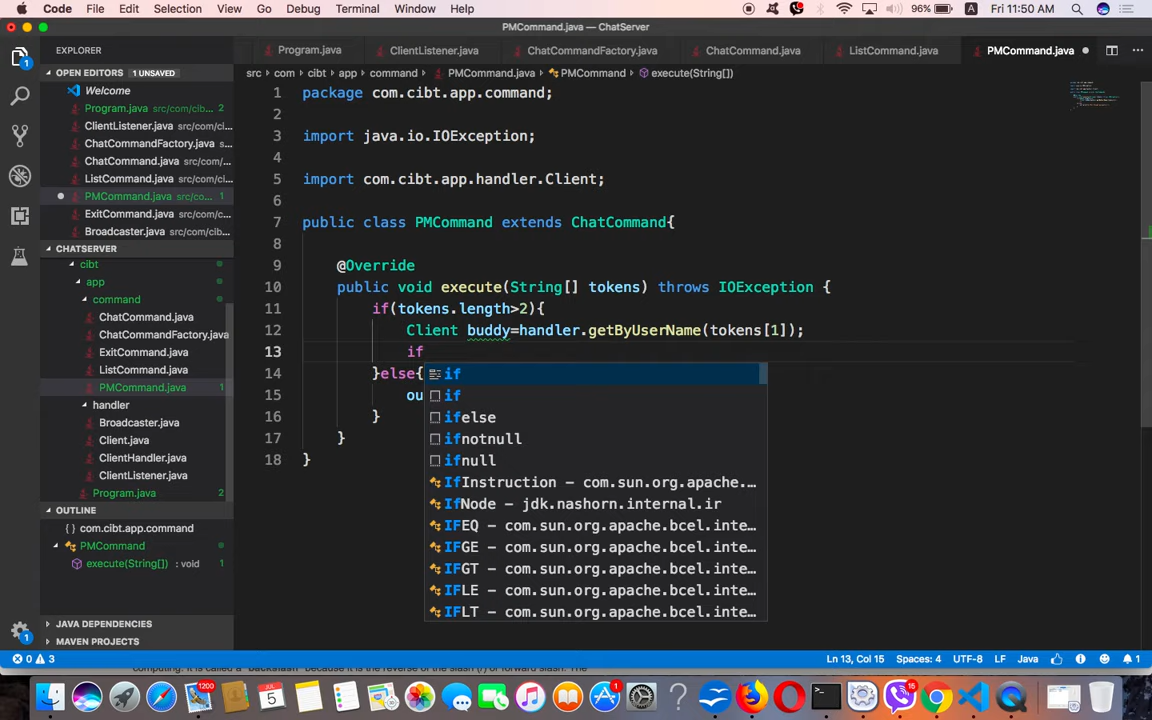 Code File Edit Selection View Go Debug Terminal Window Help
96% Fri 11:50 AM
PMCommand.java — ChatServer
EXPLORER
Program.java ClientListener.java ChatCommandFactory.java ChatCommand.java ListCommand.java PMCommand.java
OPEN EDITORS 1 UNSAVED
src › com › cibt › app › command › PMCommand.java › PMCommand › execute(String[])
Welcome
Program.java src/com/cib... 2
ClientListener.java src/com/ci...
ChatCommandFactory.java src/...
ChatCommand.java src/com/ci...
ListCommand.java src/com/ci...
PMCommand.java src/co... 1
ExitCommand.java src/com/c...
Broadcaster.java src/com/cib...
CHATSERVER
cibt
app
command
ChatCommand.java
ChatCommandFactory.java
ExitCommand.java
ListCommand.java
PMCommand.java 1
handler
Broadcaster.java
Client.java
ClientHandler.java
ClientListener.java
Program.java 2
OUTLINE
{} com.cibt.app.command
PMCommand
execute(String[]) : void 1
JAVA DEPENDENCIES
MAVEN PROJECTS
1 package com.cibt.app.command;
2
3 import java.io.IOException;
4
5 import com.cibt.app.handler.Client;
6
7 public class PMCommand extends ChatCommand{
8
9 @Override
10 public void execute(String[] tokens) throws IOException {
11 if(tokens.length>2){
12 Client buddy=handler.getByUserName(tokens[1]);
13 if
14 }else{
15 ou
16 }
17 }
18 }
if
if
ifelse
ifnotnull
ifnull
IfInstruction – com.sun.org.apache.…
IfNode – jdk.nashorn.internal.ir
IFEQ – com.sun.org.apache.bcel.inte…
IFGE – com.sun.org.apache.bcel.inte…
IFGT – com.sun.org.apache.bcel.inte…
IFLE – com.sun.org.apache.bcel.inte…
IFLT – com.sun.org.apache.bcel.inte…
0 3 Ln 13, Col 15 Spaces: 4 UTF-8 LF Java 1